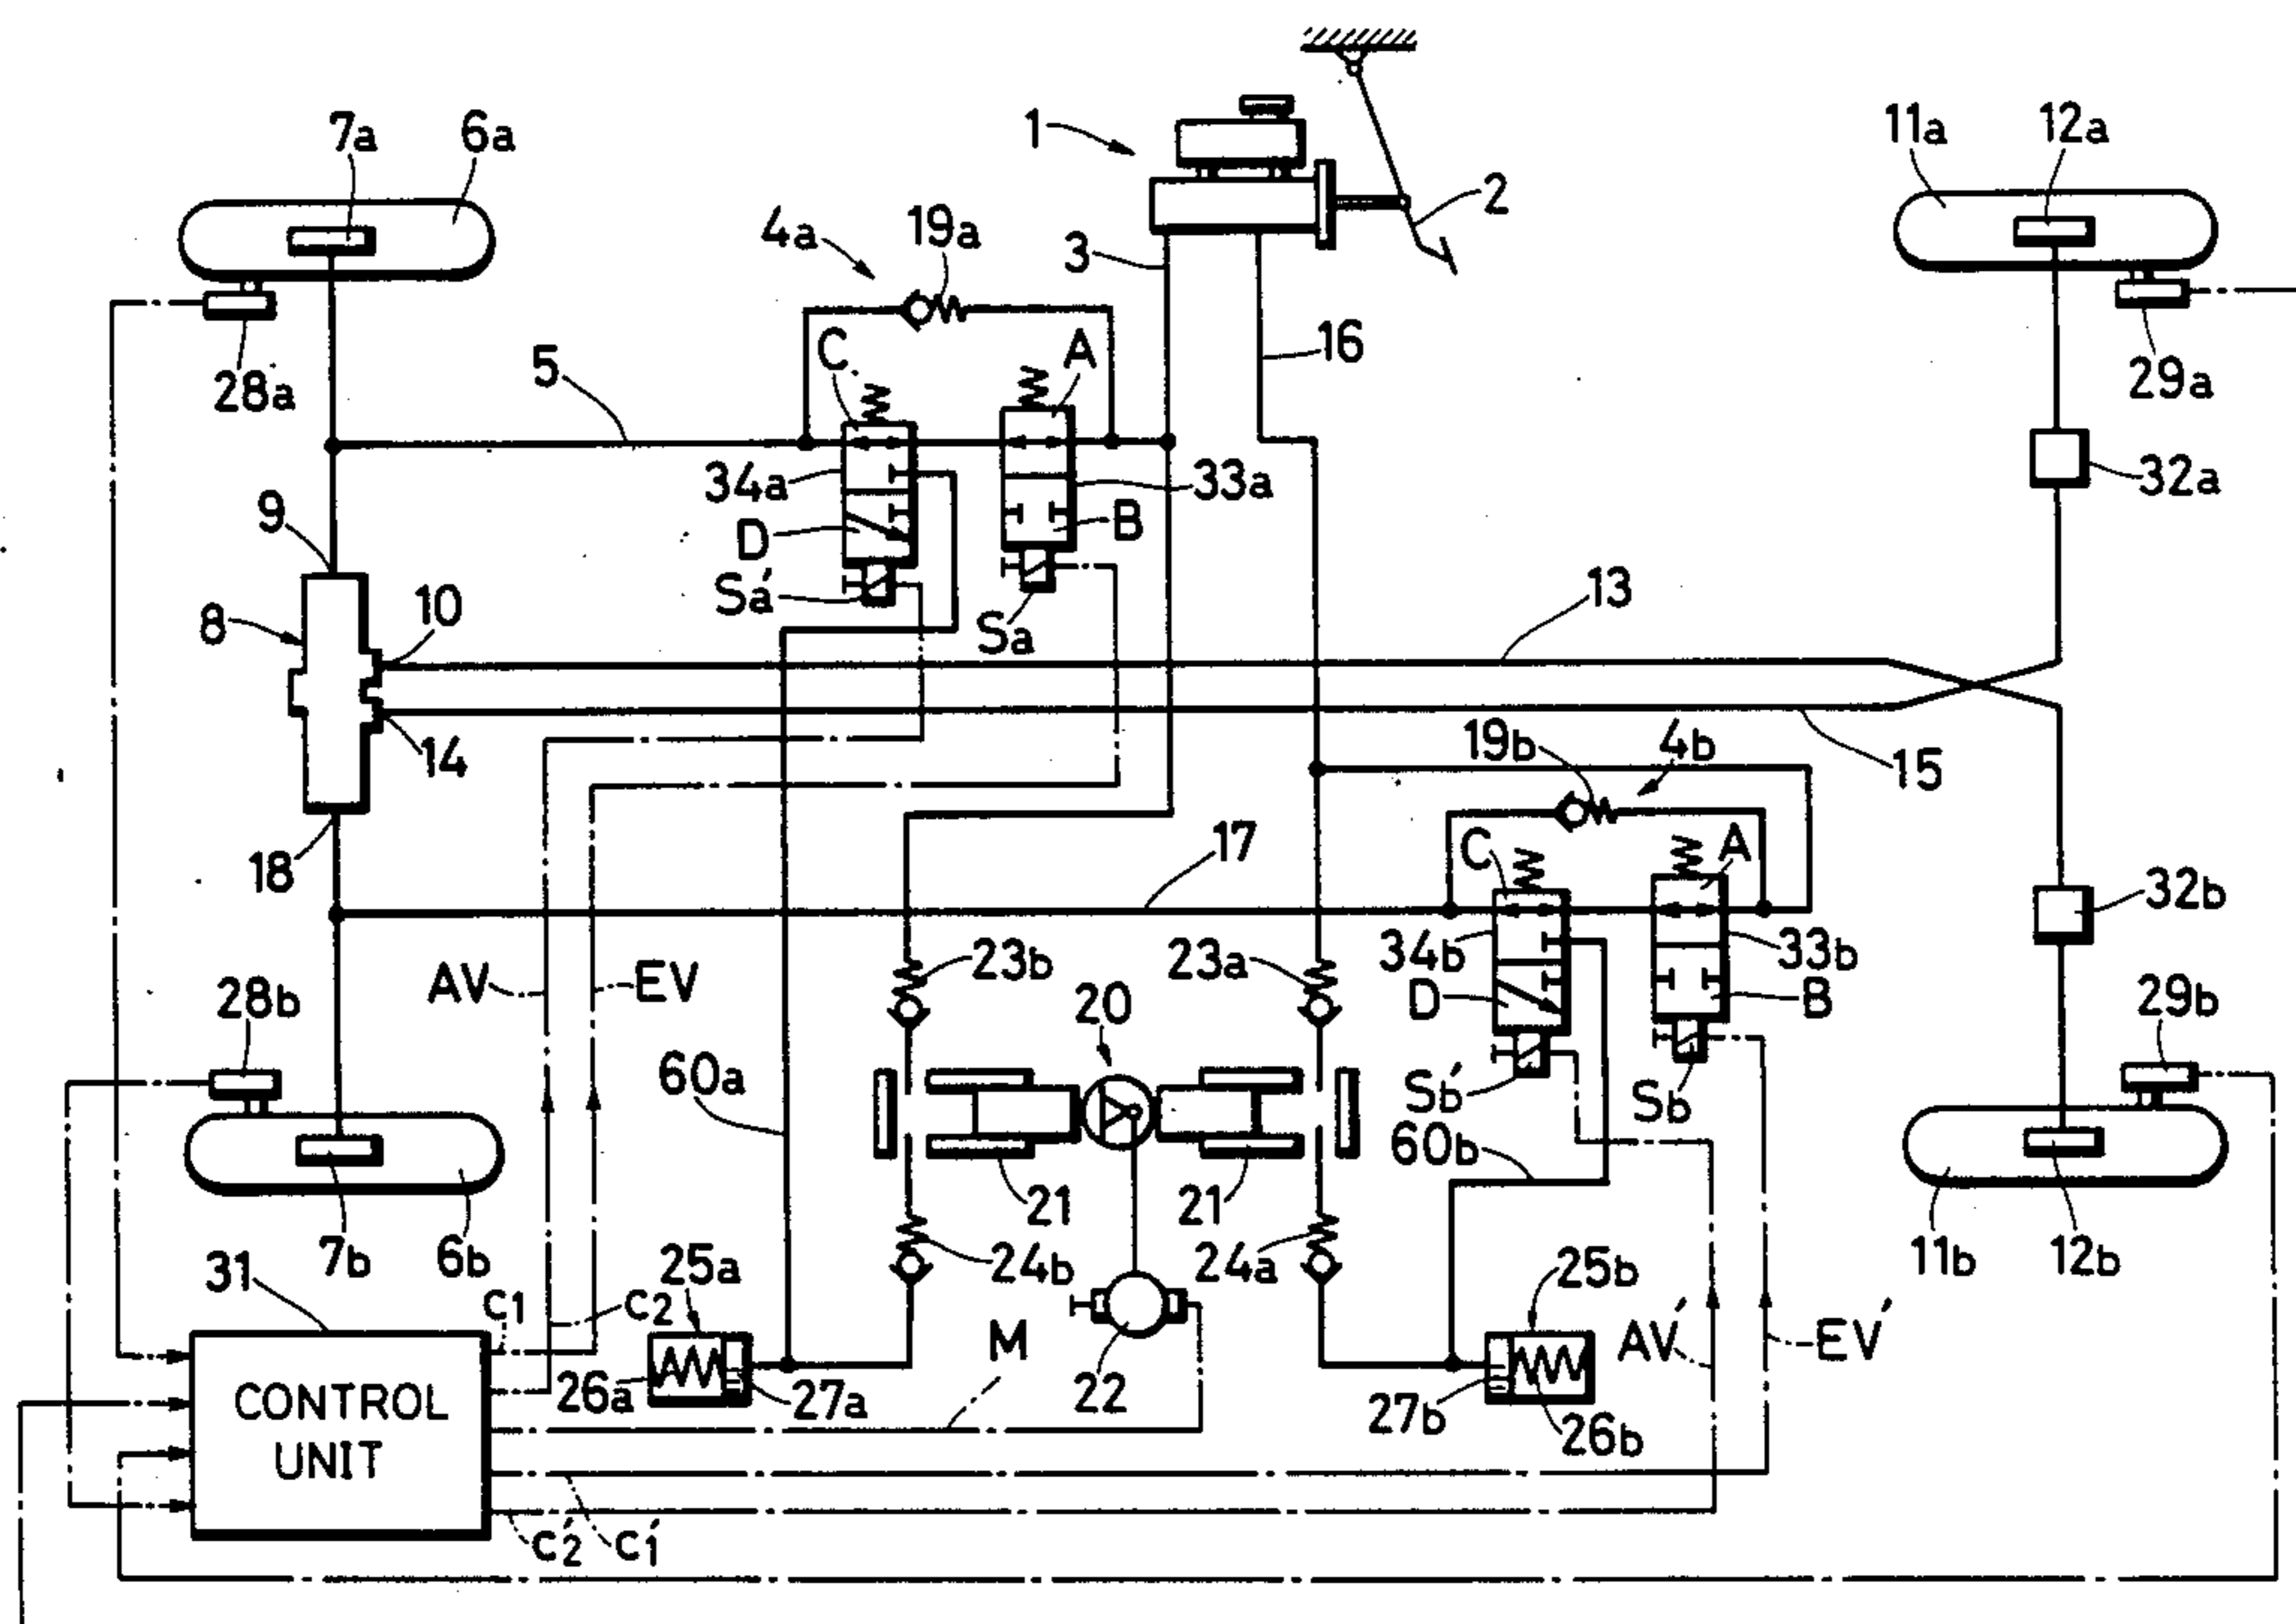 1
7a
6a
11a
12a
2
4a
19a
3
C
A
16
5
28a
29a
34a
33a
32a
9
D
B
Sa'
Sa
13
8
10
14
19b
4b
15
18
17
C
A
32b
AV
EV
23b
23a
34b
33b
28b
20
D
B
29b
60a
Sb'
Sb
60b
21
21
7b
6b
24b
24a
11b
12b
31
25a
25b
C1
C2
M
AV'
EV'
26a
27a
22
27b
26b
CONTROL
UNIT
C2'
C1'